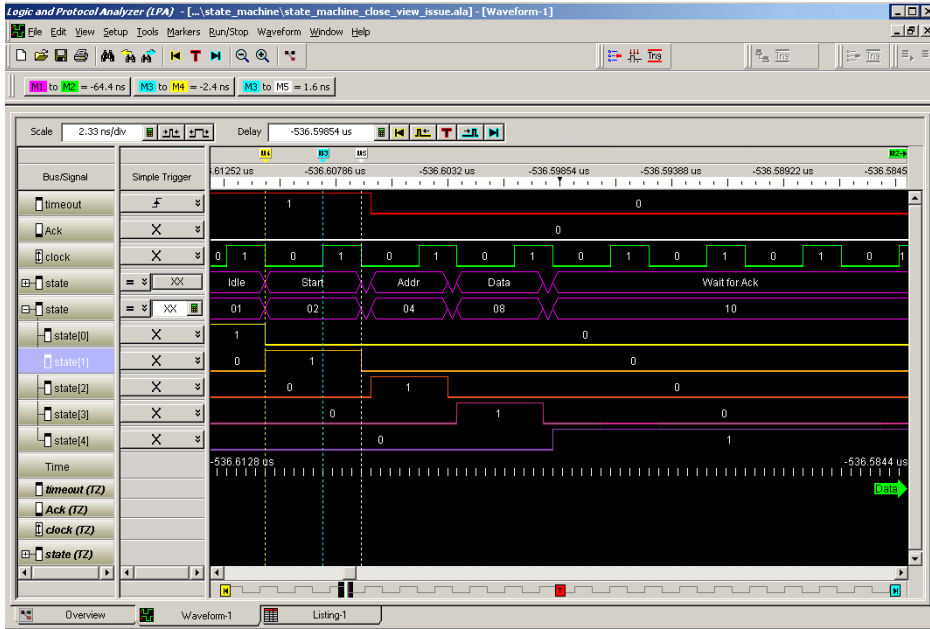 Logic and Protocol Analyzer (LPA) - [...\state_machine\state_machine_close_view_issue.ala] - [Waveform-1]
File Edit View Setup Tools Markers Run/Stop Waveform Window Help
T Trig Trig Trig
M1 to M2 = -64.4 ns M3 to M4 = -2.4 ns M3 to M5 = 1.6 ns
Scale 2.33 ns/div Delay -536.59854 us T
M4 M3 M5 M2
Bus/Signal Simple Trigger .61252 us -536.60786 us -536.6032 us -536.59854 us -536.59388 us -536.58922 us -536.5845
timeout 1 0
Ack X 0
clock X 0 1 0 1 0 1 0 1 0 1 0 1 0 1 0 1
state = XX Idle Start Addr Data Wait for Ack
state = XX 01 02 04 08 10
state[0] X 1 0
state[1] X 0 1 0
state[2] X 0 1 0
state[3] X 0 1 0
state[4] X 0 1
Time -536.6128 us -536.5844 us
timeout (TZ) Data
Ack (TZ)
clock (TZ)
state (TZ)
T
Overview Waveform-1 Listing-1